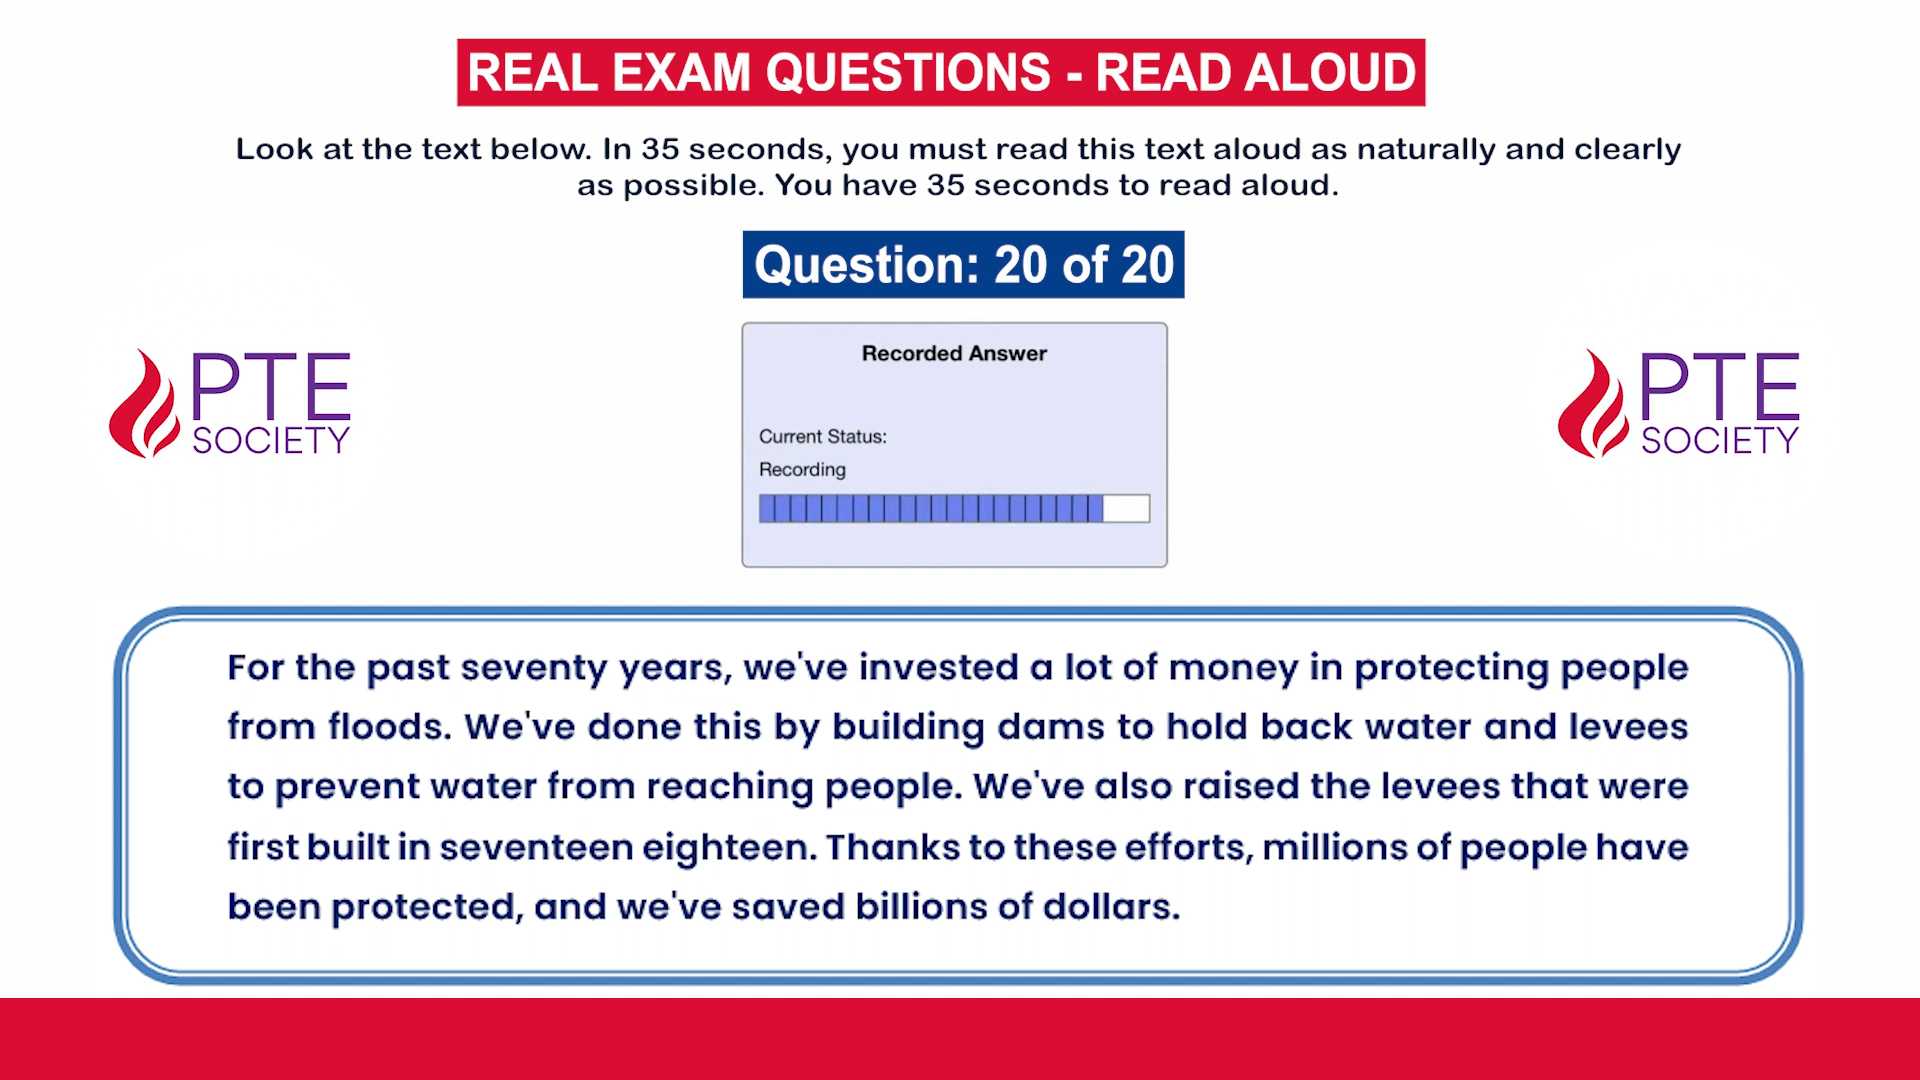 REAL EXAM QUESTIONS - READ ALOUD
Look at the text below. In 35 seconds, you must read this text aloud as naturally and clearly
as possible. You have 35 seconds to read aloud.
Question: 20 of 20
PTE
SOCIETY
Recorded Answer
Current Status:
Recording
PTE
SOCIETY
For the past seventy years, we've invested a lot of money in protecting people
from floods. We've done this by building dams to hold back water and levees
to prevent water from reaching people. We've also raised the levees that were
first built in seventeen eighteen. Thanks to these efforts, millions of people have
been protected, and we've saved billions of dollars.